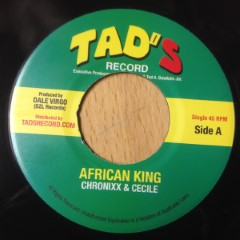 TAD'S
RECORD
Produced by
DALE VIRGO
Distributed by
TADSRECORD.COM
Single 45 RPM
Side A
AFRICAN KING
CHRONIXX & CECILE